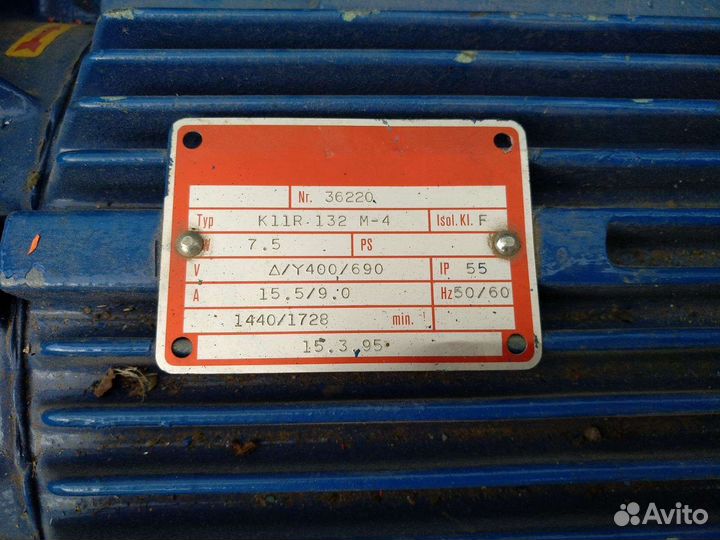 Nr. 36220
Typ K11R 132 M-4 Isol. Kl. F
7.5 PS
V Δ/Y400/690 IP 55
A 15.5/9.0 Hz 50/60
1440/1728 min.
15.3.95
Avito